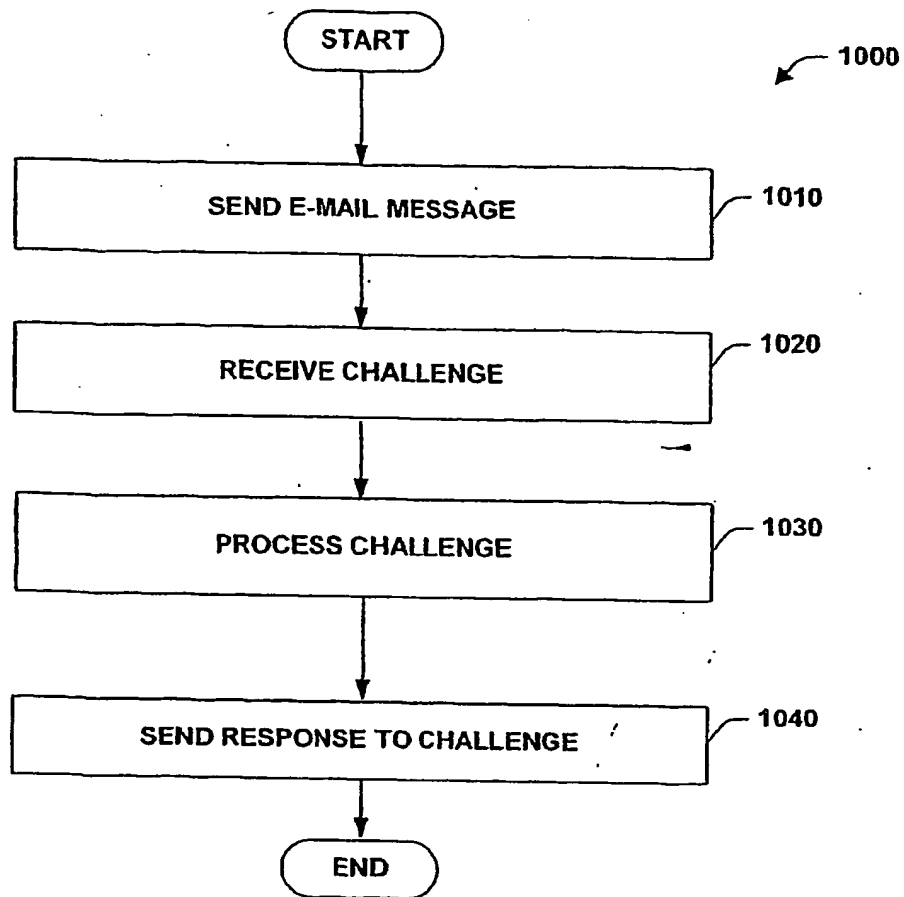 START
1000
SEND E-MAIL MESSAGE
1010
RECEIVE CHALLENGE
1020
PROCESS CHALLENGE
1030
SEND RESPONSE TO CHALLENGE
1040
END